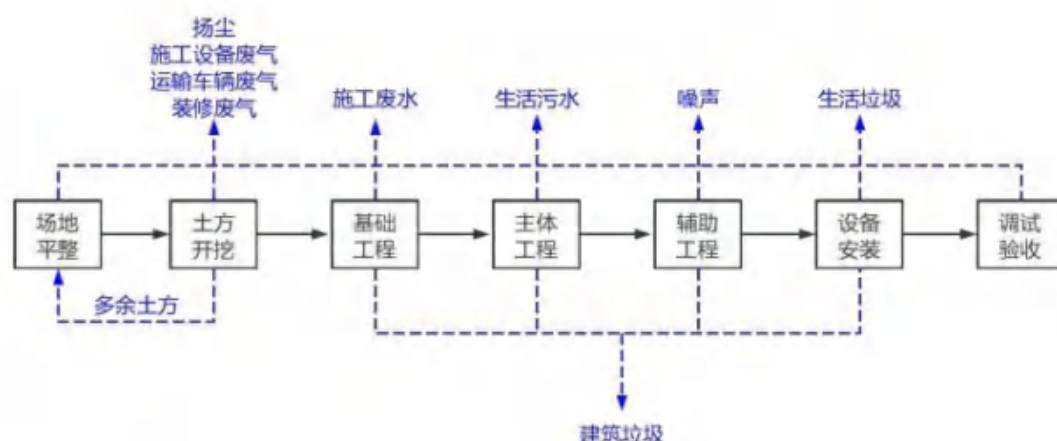 扬尘
施工设备废气
运输车辆废气
装修废气
施工废水
生活污水
噪声
生活垃圾
场地
平整
土方
开挖
基础
工程
主体
工程
辅助
工程
设备
安装
调试
验收
多余土方
建筑垃圾